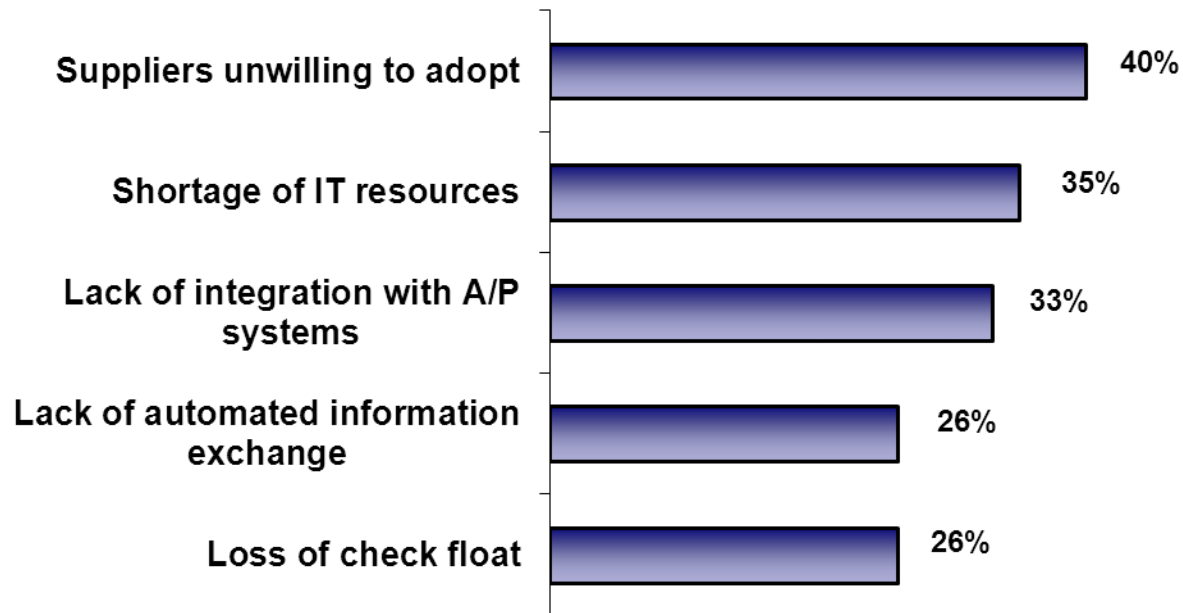 Suppliers unwilling to adopt
40%
Shortage of IT resources
35%
Lack of integration with A/P
systems
33%
Lack of automated information
exchange
26%
Loss of check float
26%